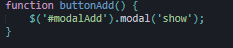 function buttonAdd() {
    $('#modalAdd').modal('show');
}